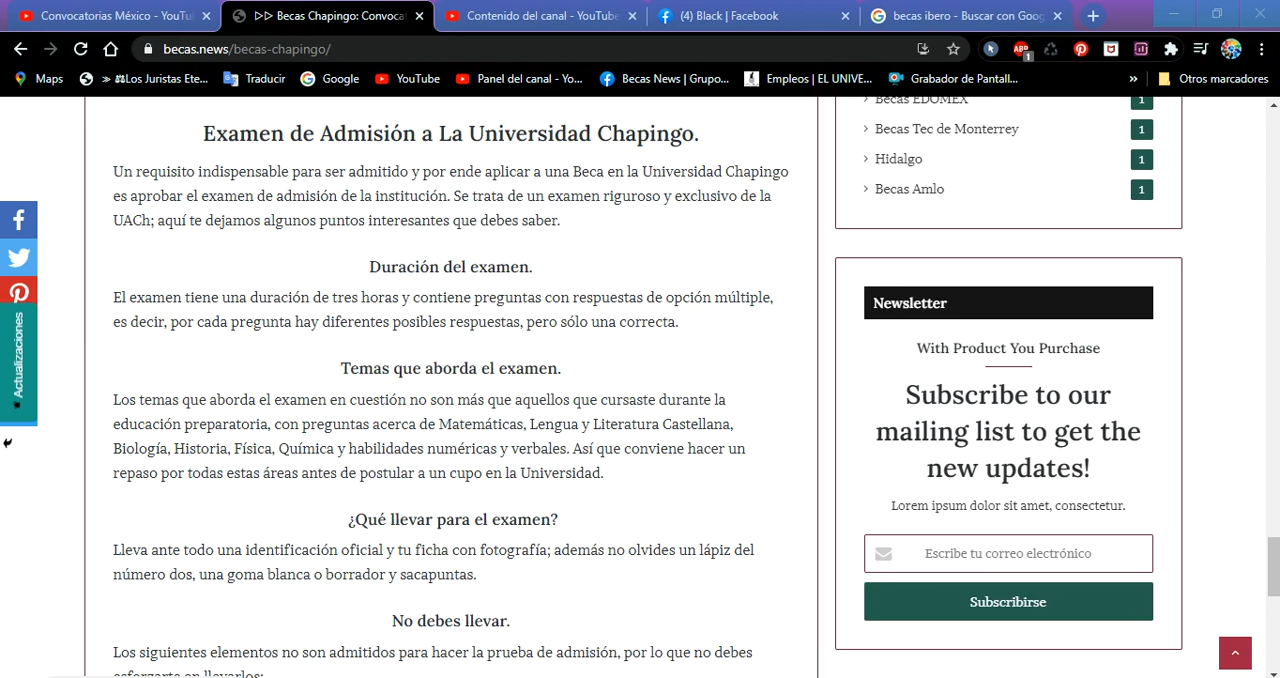 Convocatorias México - YouTu
▷▷ Becas Chapingo: Convoca
Contenido del canal - YouTube
(4) Black | Facebook
becas ibero - Buscar con Goog
becas.news/becas-chapingo/
ABP
1
Maps
» ⚖Los Juristas Ete...
Traducir
Google
YouTube
Panel del canal - Yo...
Becas News | Grupo...
Empleos | EL UNIVE...
Grabador de Pantall...
»
Otros marcadores
Examen de Admisión a La Universidad Chapingo.
Un requisito indispensable para ser admitido y por ende aplicar a una Beca en la Universidad Chapingo
es aprobar el examen de admisión de la institución. Se trata de un examen riguroso y exclusivo de la
UACh; aquí te dejamos algunos puntos interesantes que debes saber.
Duración del examen.
El examen tiene una duración de tres horas y contiene preguntas con respuestas de opción múltiple,
es decir, por cada pregunta hay diferentes posibles respuestas, pero sólo una correcta.
Temas que aborda el examen.
Los temas que aborda el examen en cuestión no son más que aquellos que cursaste durante la
educación preparatoria, con preguntas acerca de Matemáticas, Lengua y Literatura Castellana,
Biología, Historia, Física, Química y habilidades numéricas y verbales. Así que conviene hacer un
repaso por todas estas áreas antes de postular a un cupo en la Universidad.
¿Qué llevar para el examen?
Lleva ante todo una identificación oficial y tu ficha con fotografía; además no olvides un lápiz del
número dos, una goma blanca o borrador y sacapuntas.
No debes llevar.
Los siguientes elementos no son admitidos para hacer la prueba de admisión, por lo que no debes
esforzarte en llevarlos:
Actualizaciones
Becas EDOMEX
1
Becas Tec de Monterrey
1
Hidalgo
1
Becas Amlo
1
Newsletter
With Product You Purchase
Subscribe to our
mailing list to get the
new updates!
Lorem ipsum dolor sit amet, consectetur.
Escribe tu correo electrónico
Subscribirse